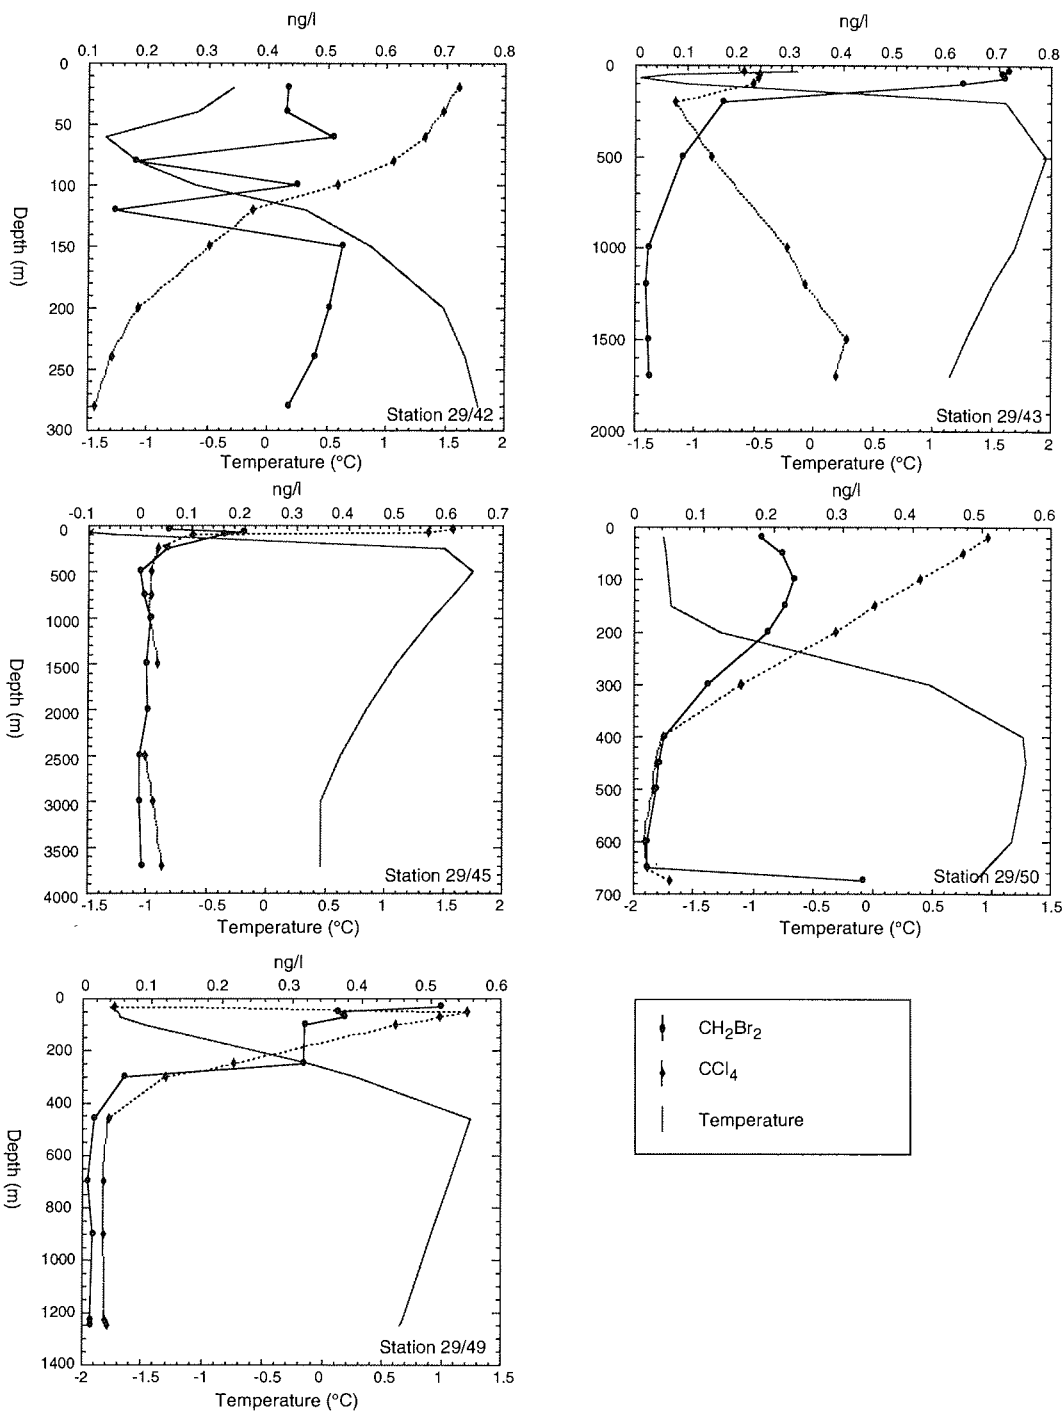 ng/l
0.1 0.2 0.3 0.4 0.5 0.6 0.7 0.8
0
50
100
150
200
250
300
Depth (m)
Station 29/42
-1.5 -1 -0.5 0 0.5 1 1.5 2
Temperature (°C)
ng/l
0 0.1 0.2 0.3 0.4 0.5 0.6 0.7 0.8
0
500
1000
1500
2000
Station 29/43
-1.5 -1 -0.5 0 0.5 1 1.5 2
Temperature (°C)
ng/l
-0.1 0 0.1 0.2 0.3 0.4 0.5 0.6 0.7
0
500
1000
1500
2000
2500
3000
3500
4000
Depth (m)
Station 29/45
-1.5 -1 -0.5 0 0.5 1 1.5 2
Temperature (°C)
ng/l
0 0.1 0.2 0.3 0.4 0.5 0.6
0
100
200
300
400
500
600
700
Station 29/50
-2 -1.5 -1 -0.5 0 0.5 1 1.5
Temperature (°C)
ng/l
0 0.1 0.2 0.3 0.4 0.5 0.6
0
200
400
600
800
1000
1200
1400
Depth (m)
Station 29/49
-2 -1.5 -1 -0.5 0 0.5 1 1.5
Temperature (°C)
CH₂Br₂
CCl₄
Temperature